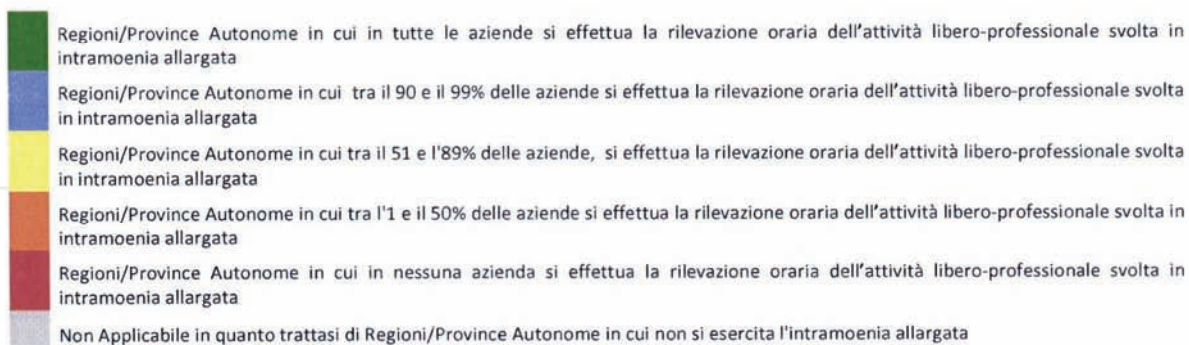 Regioni/Province Autonome in cui in tutte le aziende si effettua la rilevazione oraria dell'attività libero-professionale svolta in
intramoenia allargata
Regioni/Province Autonome in cui tra il 90 e il 99% delle aziende si effettua la rilevazione oraria dell'attività libero-professionale svolta
in intramoenia allargata
Regioni/Province Autonome in cui tra il 51 e l'89% delle aziende, si effettua la rilevazione oraria dell'attività libero-professionale svolta
in intramoenia allargata
Regioni/Province Autonome in cui tra l'1 e il 50% delle aziende si effettua la rilevazione oraria dell'attività libero-professionale svolta in
intramoenia allargata
Regioni/Province Autonome in cui in nessuna azienda si effettua la rilevazione oraria dell'attività libero-professionale svolta in
intramoenia allargata
Non Applicabile in quanto trattasi di Regioni/Province Autonome in cui non si esercita l'intramoenia allargata